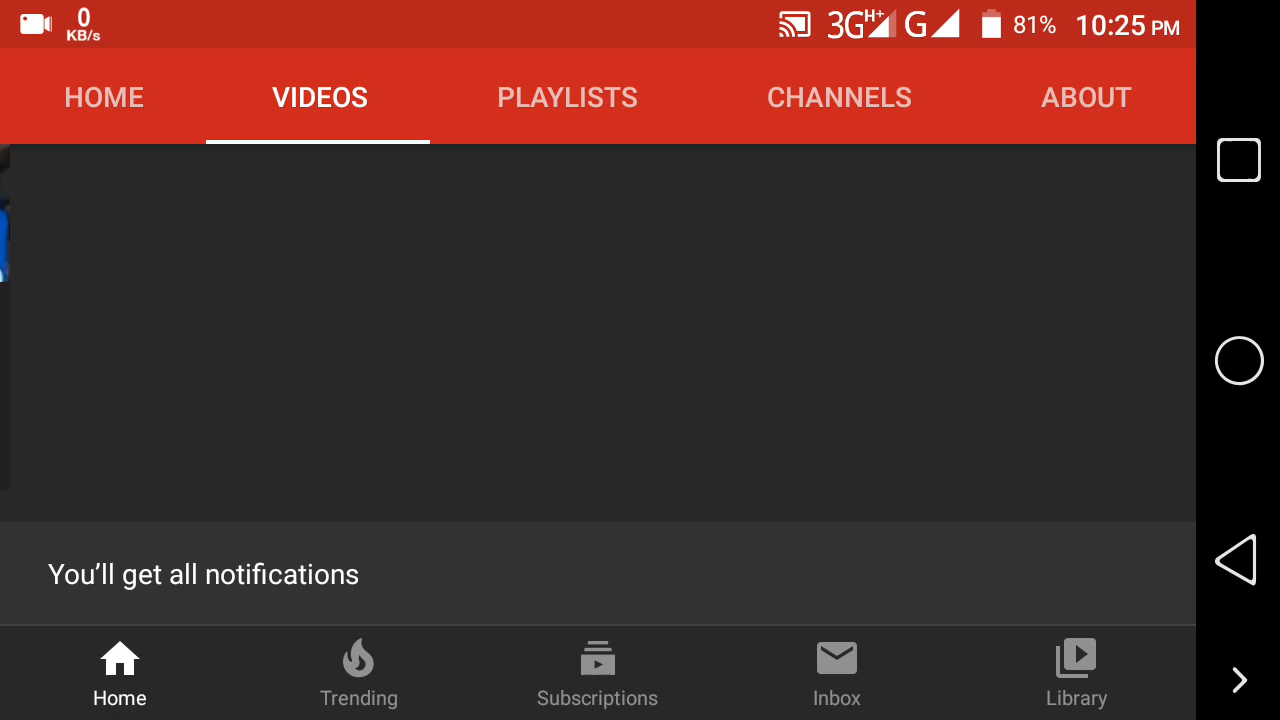 0
KB/s
3G H+ G 81% 10:25 PM
HOME VIDEOS PLAYLISTS CHANNELS ABOUT
You’ll get all notifications
Home Trending Subscriptions Inbox Library